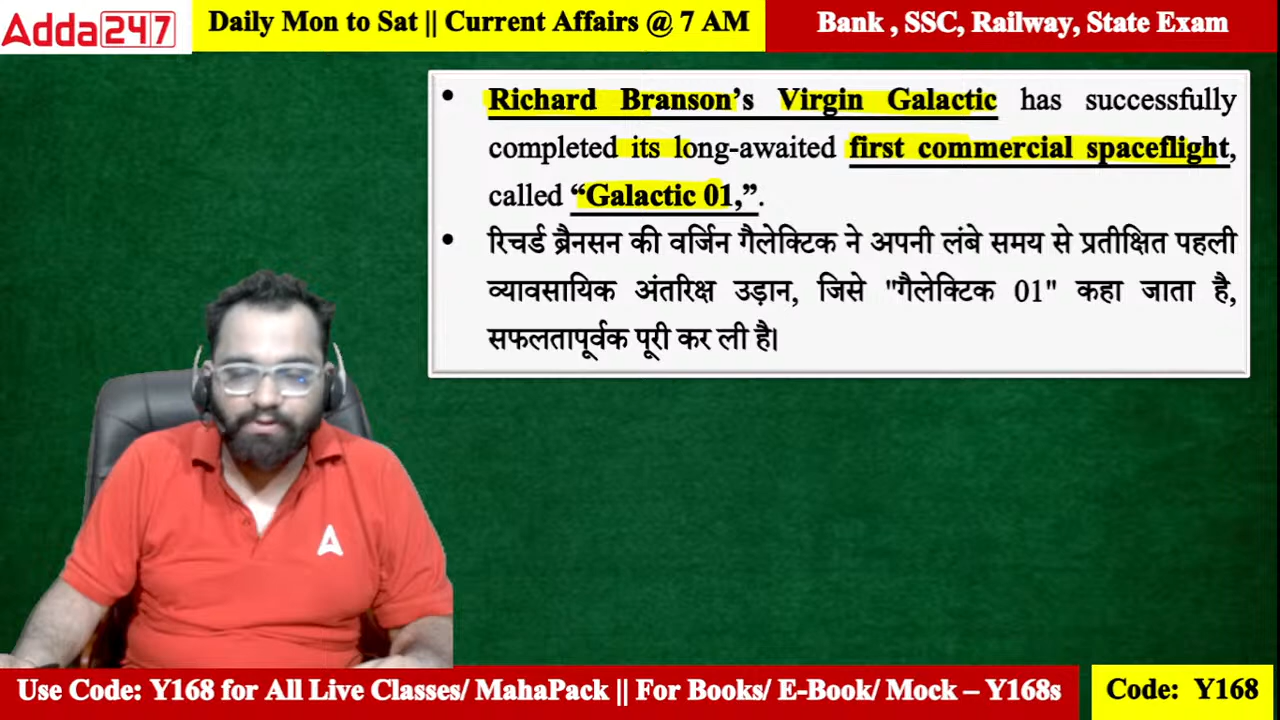 Adda247
Daily Mon to Sat || Current Affairs @ 7 AM
Bank , SSC, Railway, State Exam
• Richard Branson’s Virgin Galactic has successfully
completed its long-awaited first commercial spaceflight,
called “Galactic 01,”.
• रिचर्ड ब्रैनसन की वर्जिन गैलेक्टिक ने अपनी लंबे समय से प्रतीक्षित पहली
व्यावसायिक अंतरिक्ष उड़ान, जिसे "गैलेक्टिक 01" कहा जाता है,
सफलतापूर्वक पूरी कर ली है।
Use Code: Y168 for All Live Classes/ MahaPack || For Books/ E-Book/ Mock – Y168s
Code: Y168